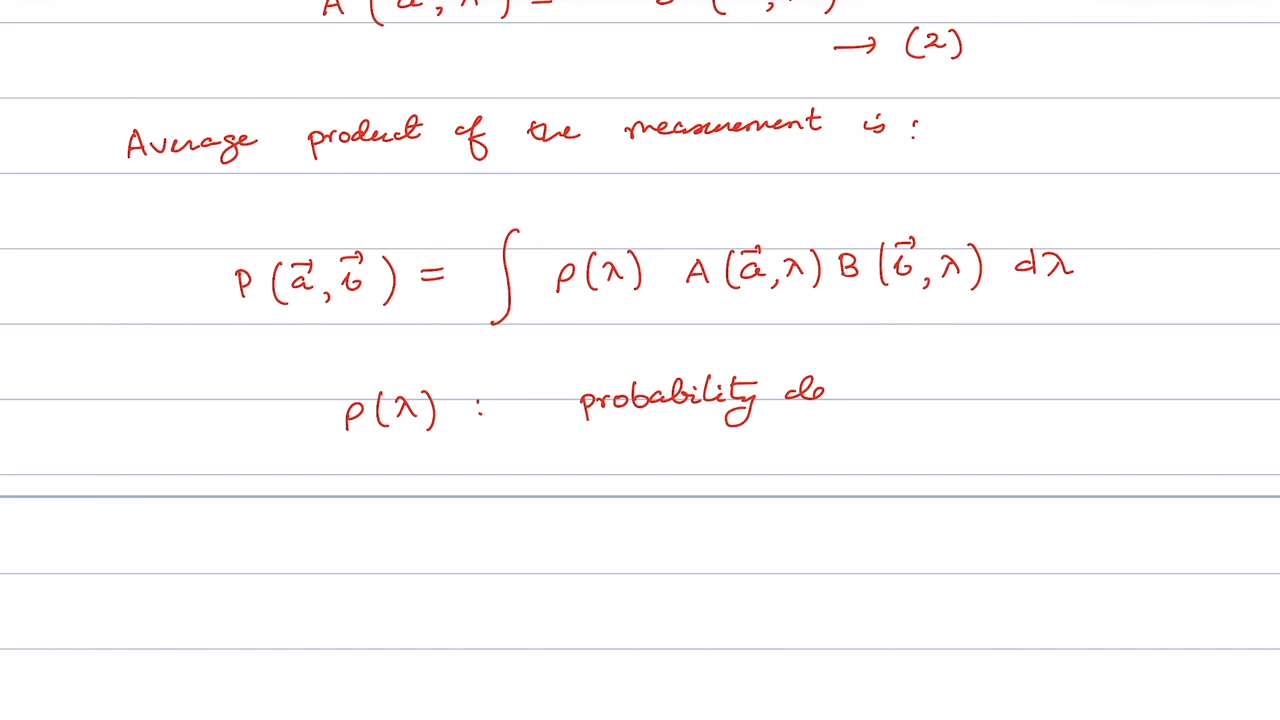 A (a, λ) =
→ (2)
Average product of the measurement is :
P (a⃗, b⃗) = ∫ ρ(λ) A (a⃗, λ) B (b⃗, λ) dλ
ρ(λ) : probability de